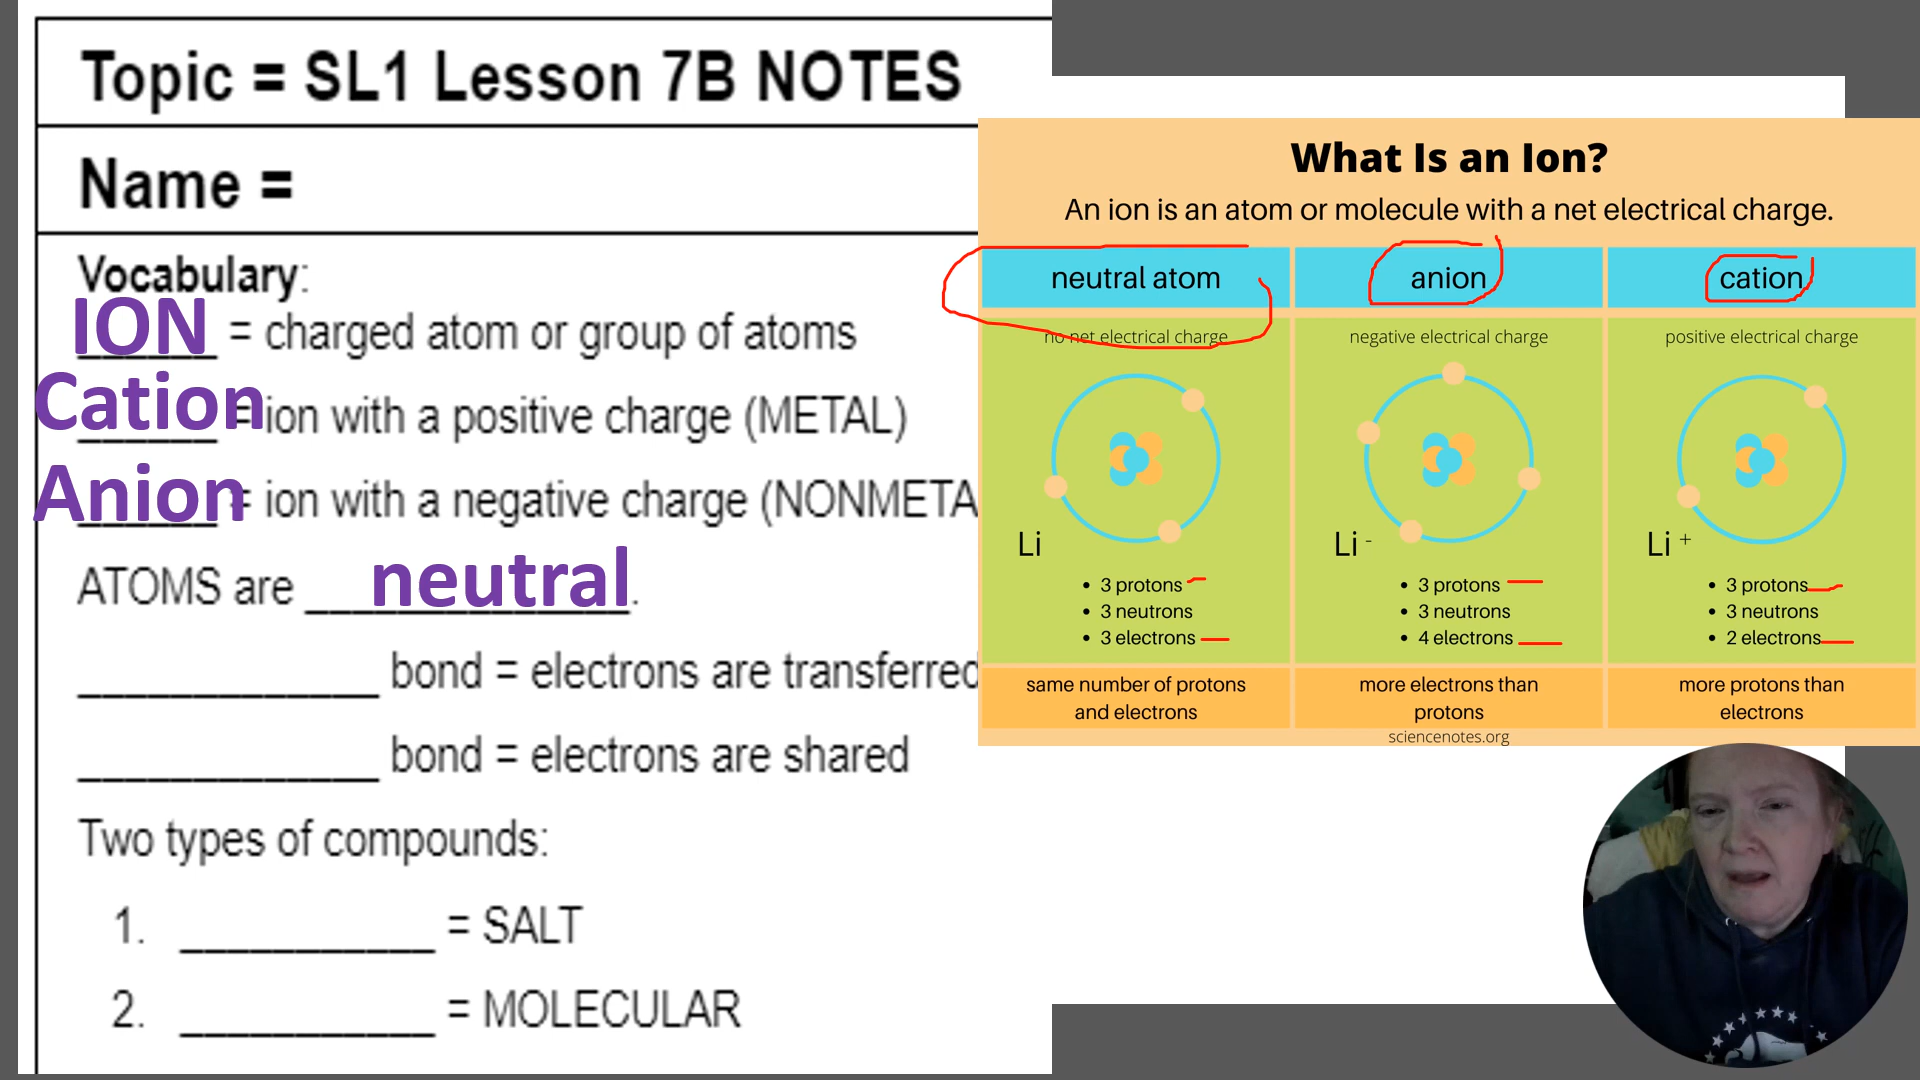 Topic = SL1 Lesson 7B NOTES
Name =
Vocabulary:
ION = charged atom or group of atoms
Cation = ion with a positive charge (METAL)
Anion = ion with a negative charge (NONMETA
ATOMS are neutral.
_____________ bond = electrons are transferred
_____________ bond = electrons are shared
Two types of compounds:
1. ___________ = SALT
2. ___________ = MOLECULAR
What Is an Ion?
An ion is an atom or molecule with a net electrical charge.
neutral atom
no net electrical charge
Li
• 3 protons
• 3 neutrons
• 3 electrons
same number of protons
and electrons
anion
negative electrical charge
Li -
• 3 protons
• 3 neutrons
• 4 electrons
more electrons than
protons
cation
positive electrical charge
Li +
• 3 protons
• 3 neutrons
• 2 electrons
more protons than
electrons
sciencenotes.org